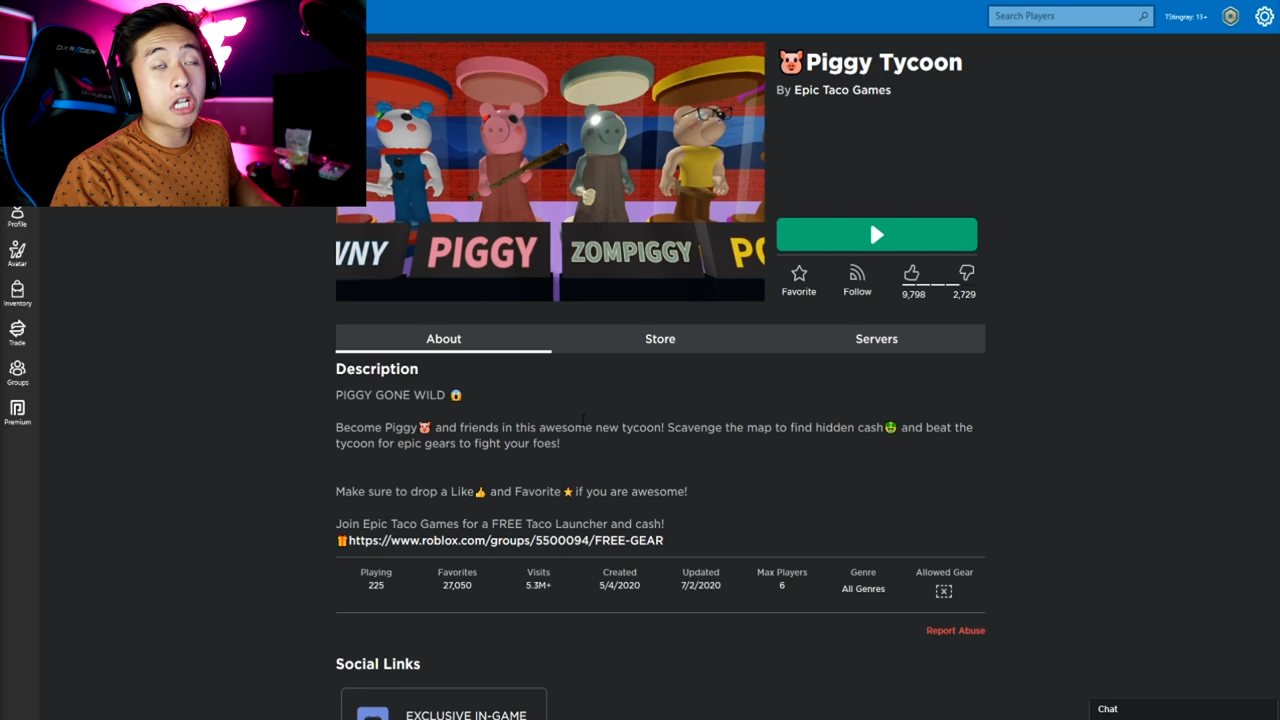 DXRACER
Search Players
TStingray: 13+
🐷Piggy Tycoon
By Epic Taco Games
WNY
PIGGY
ZOMPIGGY
PO
Profile
Avatar
Inventory
Trade
Groups
Premium
Favorite
Follow
9,798
2,729
About
Store
Servers
Description
PIGGY GONE WILD 😱
Become Piggy🐷 and friends in this awesome new tycoon! Scavenge the map to find hidden cash🤑 and beat the
tycoon for epic gears to fight your foes!
Make sure to drop a Like👍 and Favorite⭐if you are awesome!
Join Epic Taco Games for a FREE Taco Launcher and cash!
🎁https://www.roblox.com/groups/5500094/FREE-GEAR
Playing
Favorites
Visits
Created
Updated
Max Players
Genre
Allowed Gear
225
27,050
5.3M+
5/4/2020
7/2/2020
6
All Genres
Report Abuse
Social Links
EXCLUSIVE IN-GAME
Chat